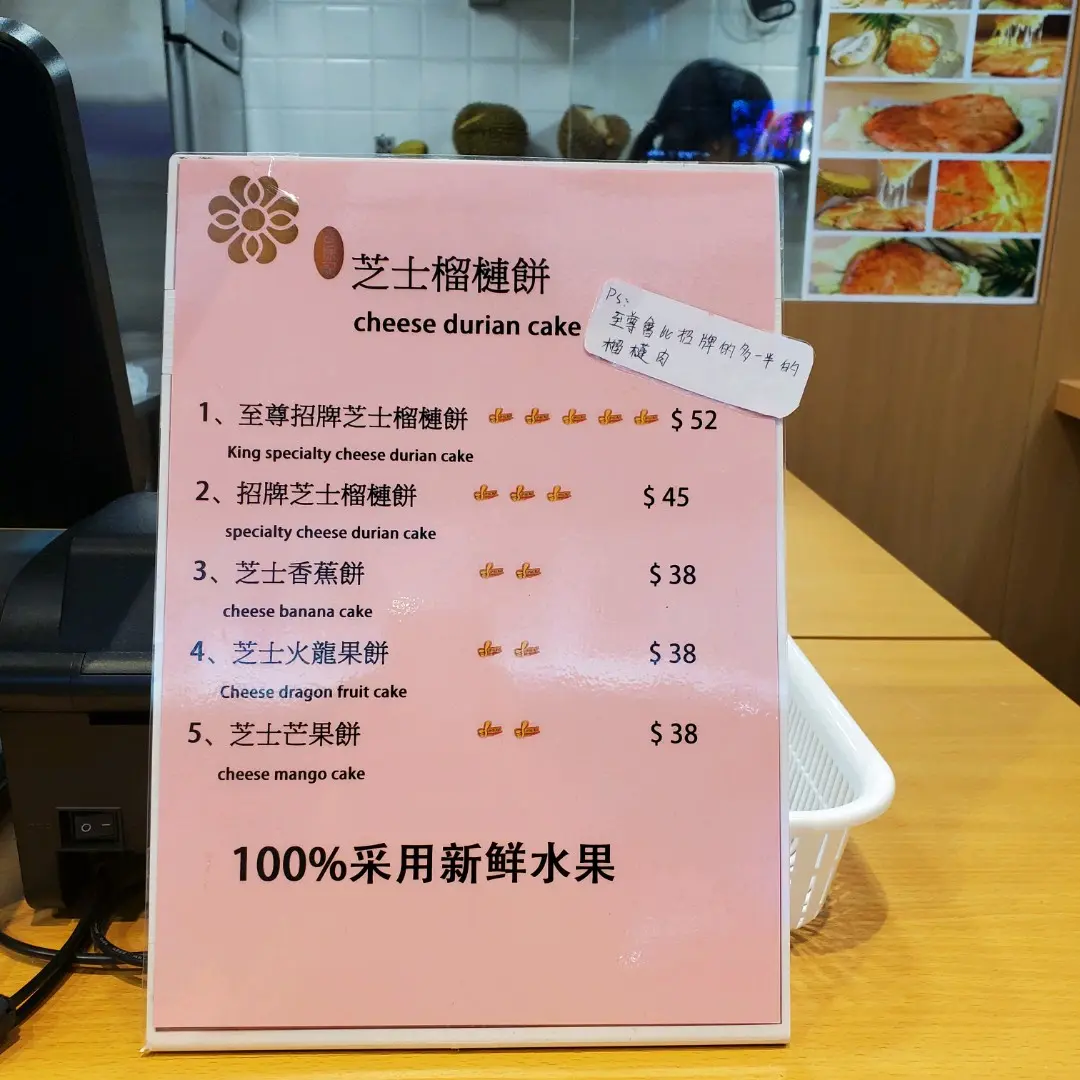 芝士榴槤餅
cheese durian cake
PS:
至尊會比招牌的多一半的
榴槤肉
1、至尊招牌芝士榴槤餅 $ 52
King specialty cheese durian cake
2、招牌芝士榴槤餅 $ 45
specialty cheese durian cake
3、芝士香蕉餅 $ 38
cheese banana cake
4、芝士火龍果餅 $ 38
Cheese dragon fruit cake
5、芝士芒果餅 $ 38
cheese mango cake
100%采用新鲜水果